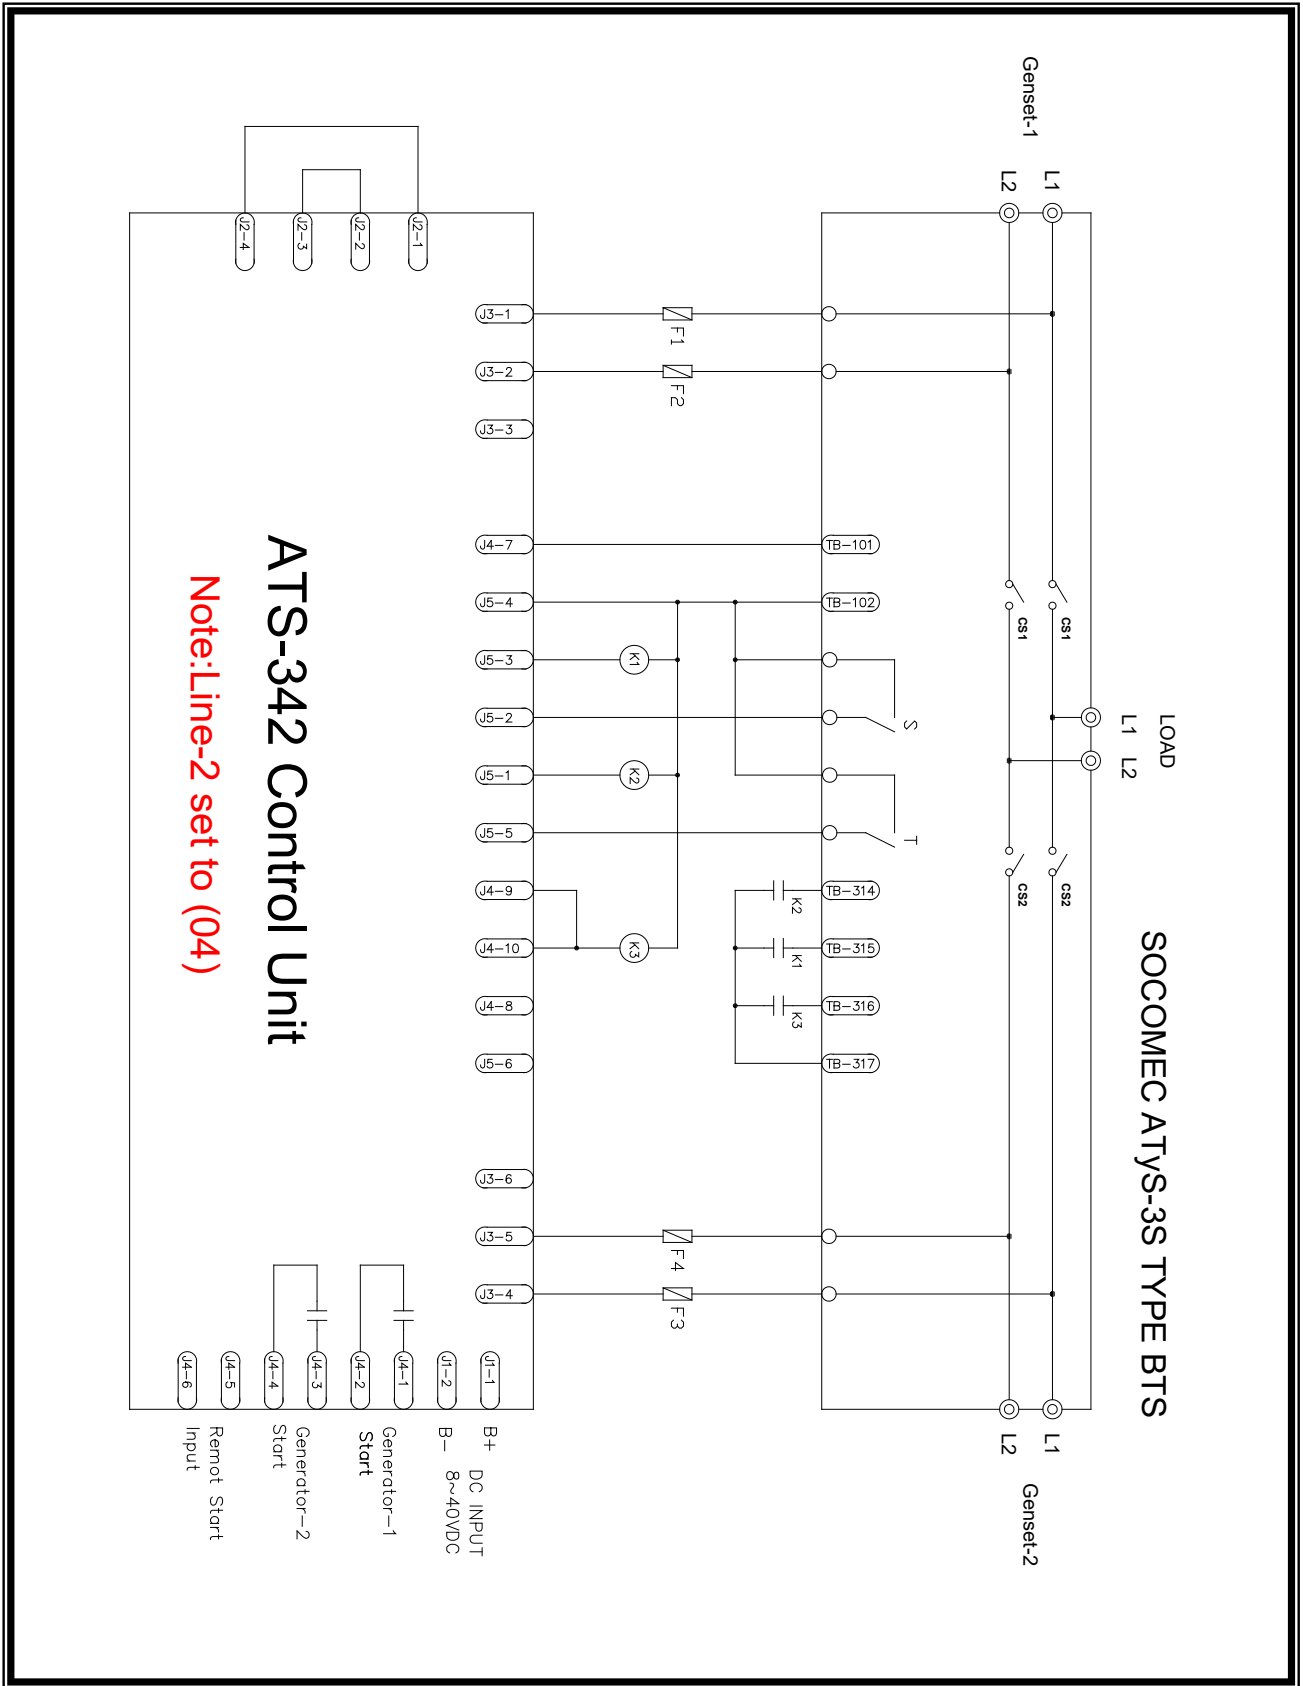 SOCOMEC ATyS-3S TYPE BTS
LOAD
L1 L2
Genset-1
L1
L2
CS1
CS1
CS2
CS2
L1
L2
Genset-2
S
T
TB-101
TB-102
TB-314
TB-315
TB-316
TB-317
K2
K1
K3
F1
F2
F4
F3
K1
K2
K3
J3-1
J3-2
J3-3
J4-7
J5-4
J5-3
J5-2
J5-1
J5-5
J4-9
J4-10
J4-8
J5-6
J3-6
J3-5
J3-4
J2-1
J2-2
J2-3
J2-4
ATS-342 Control Unit
Note:Line-2 set to (04)
J1-1
J1-2
J4-1
J4-2
J4-3
J4-4
J4-5
J4-6
B+ DC INPUT
B- 8~40VDC
Generator-1
Start
Generator-2
Start
Remot Start
Input